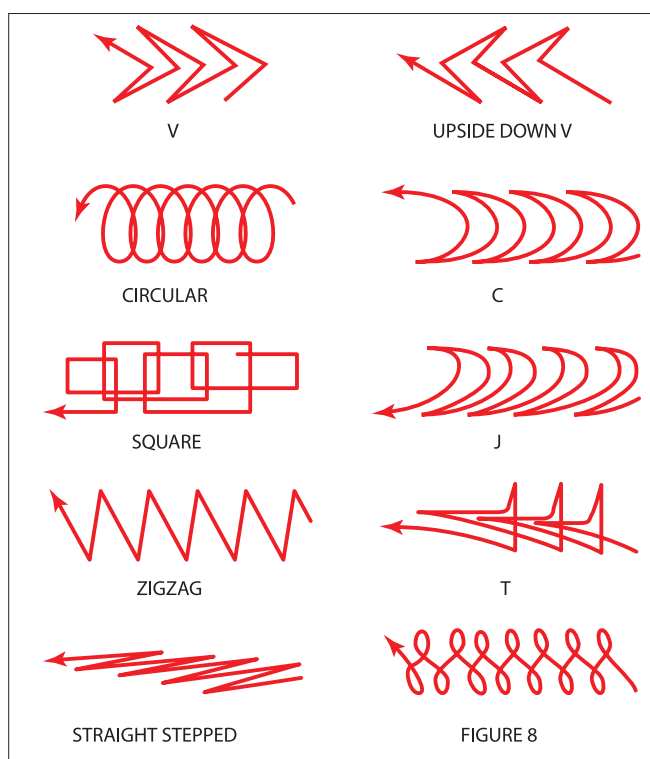 V
UPSIDE DOWN V
CIRCULAR
C
SQUARE
J
ZIGZAG
T
STRAIGHT STEPPED
FIGURE 8